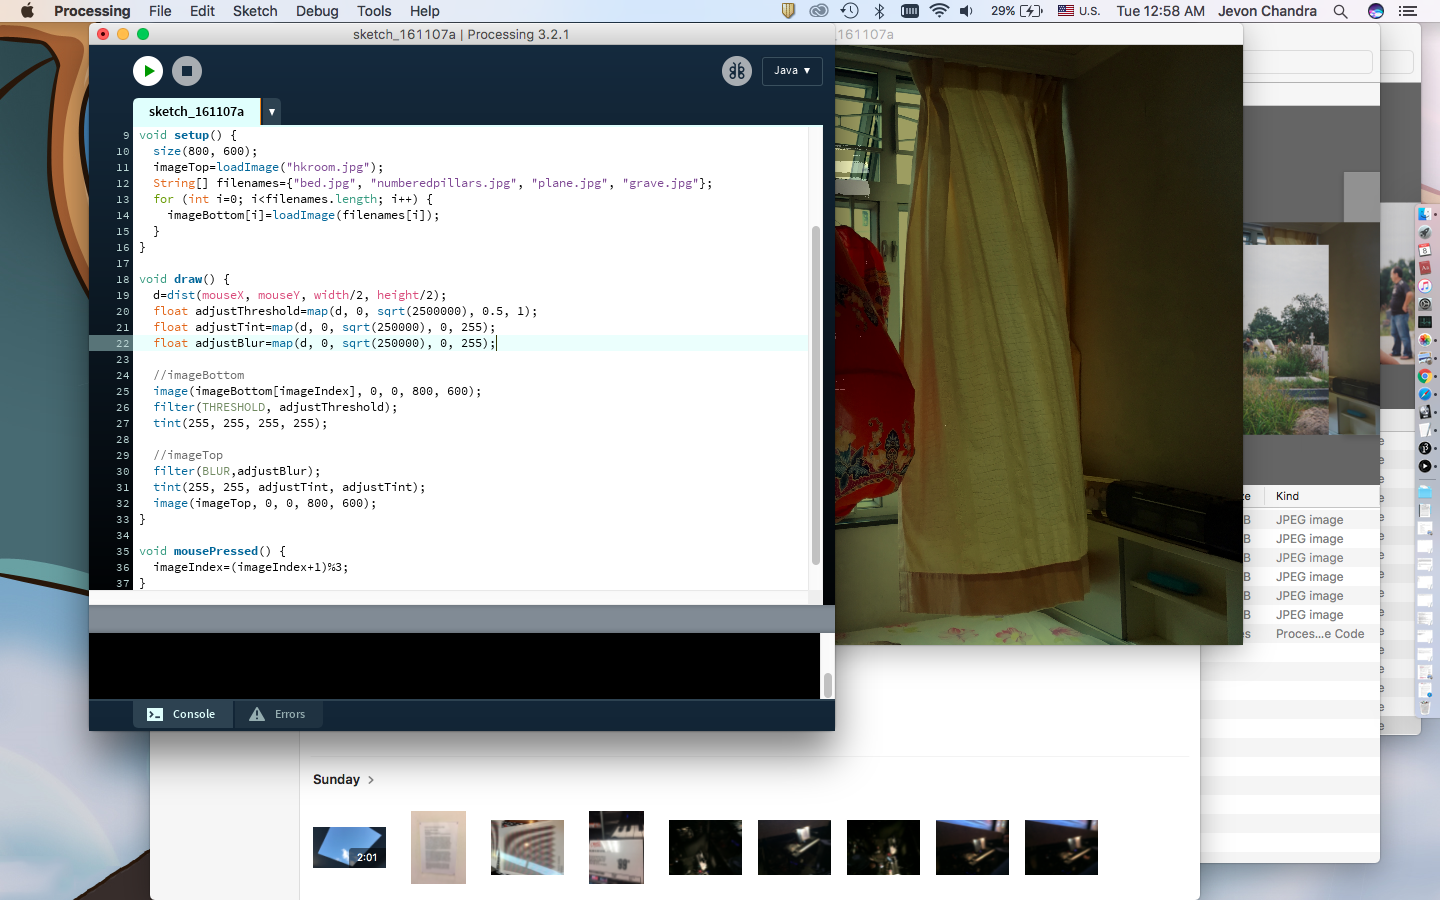 Processing File Edit Sketch Debug Tools Help 29% U.S. Tue 12:58 AM Jevon Chandra
sketch_161107a | Processing 3.2.1
_161107a
Java ▾
sketch_161107a ▾
9 void setup() {
10 size(800, 600);
11 imageTop=loadImage("hkroom.jpg");
12 String[] filenames={"bed.jpg", "numberedpillars.jpg", "plane.jpg", "grave.jpg"};
13 for (int i=0; i<filenames.length; i++) {
14 imageBottom[i]=loadImage(filenames[i]);
15 }
16 }
17
18 void draw() {
19 d=dist(mouseX, mouseY, width/2, height/2);
20 float adjustThreshold=map(d, 0, sqrt(2500000), 0.5, 1);
21 float adjustTint=map(d, 0, sqrt(250000), 0, 255);
22 float adjustBlur=map(d, 0, sqrt(250000), 0, 255);
23
24 //imageBottom
25 image(imageBottom[imageIndex], 0, 0, 800, 600);
26 filter(THRESHOLD, adjustThreshold);
27 tint(255, 255, 255, 255);
28
29 //imageTop
30 filter(BLUR,adjustBlur);
31 tint(255, 255, adjustTint, adjustTint);
32 image(imageTop, 0, 0, 800, 600);
33 }
34
35 void mousePressed() {
36 imageIndex=(imageIndex+1)%3;
37 }
Console Errors
ze Kind
B JPEG image
B JPEG image
B JPEG image
B JPEG image
B JPEG image
B JPEG image
es Proces...e Code
Sunday >
2:01